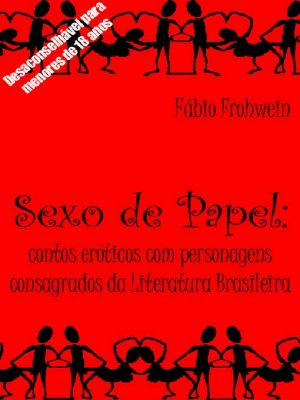 Desaconselhável para
menores de 18 anos
Fábio Frohwein
Sexo de Papel:
contos eróticos com personagens
consagrados da Literatura Brasileira